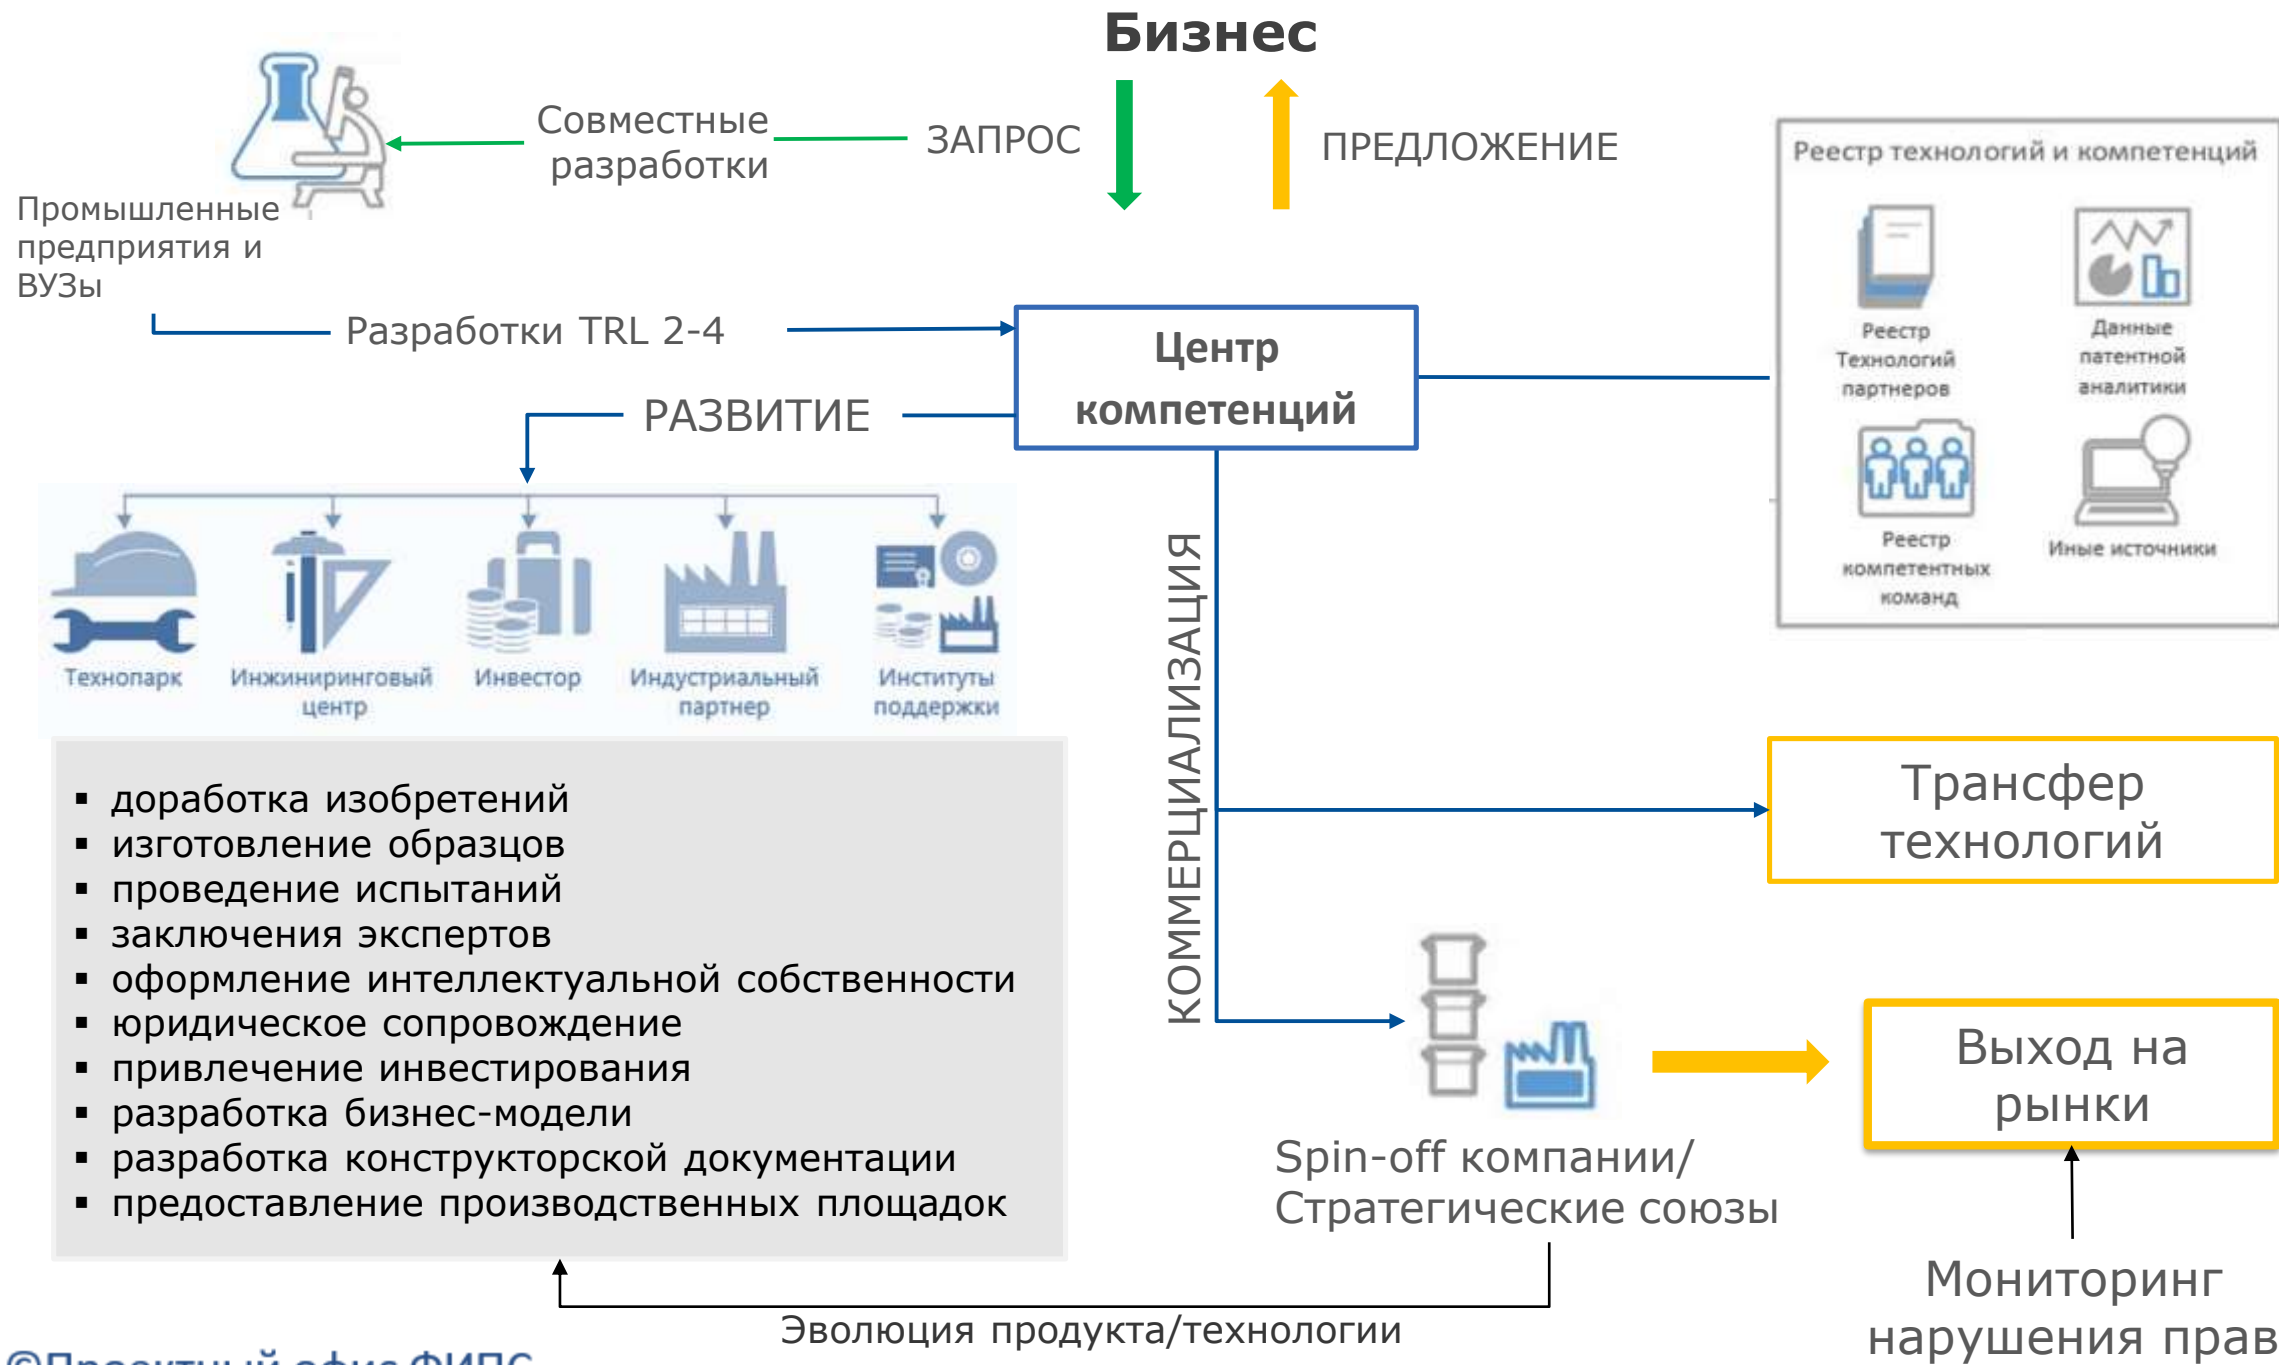 Бизнес
Совместные
разработки
ЗАПРОС
ПРЕДЛОЖЕНИЕ
Промышленные
предприятия и
ВУЗы
Разработки TRL 2-4
Центр
компетенций
РАЗВИТИЕ
Реестр технологий и компетенций
Реестр
Технологий
партнеров
Данные
патентной
аналитики
Реестр
компетентных
команд
Иные источники
Технопарк
Инжиниринговый
центр
Инвестор
Индустриальный
партнер
Институты
поддержки
▪ доработка изобретений
▪ изготовление образцов
▪ проведение испытаний
▪ заключения экспертов
▪ оформление интеллектуальной собственности
▪ юридическое сопровождение
▪ привлечение инвестирования
▪ разработка бизнес-модели
▪ разработка конструкторской документации
▪ предоставление производственных площадок
КОММЕРЦИАЛИЗАЦИЯ
Трансфер
технологий
Выход на
рынки
Spin-off компании/
Стратегические союзы
Мониторинг
нарушения прав
Эволюция продукта/технологии
©Проектный офис ФИПС